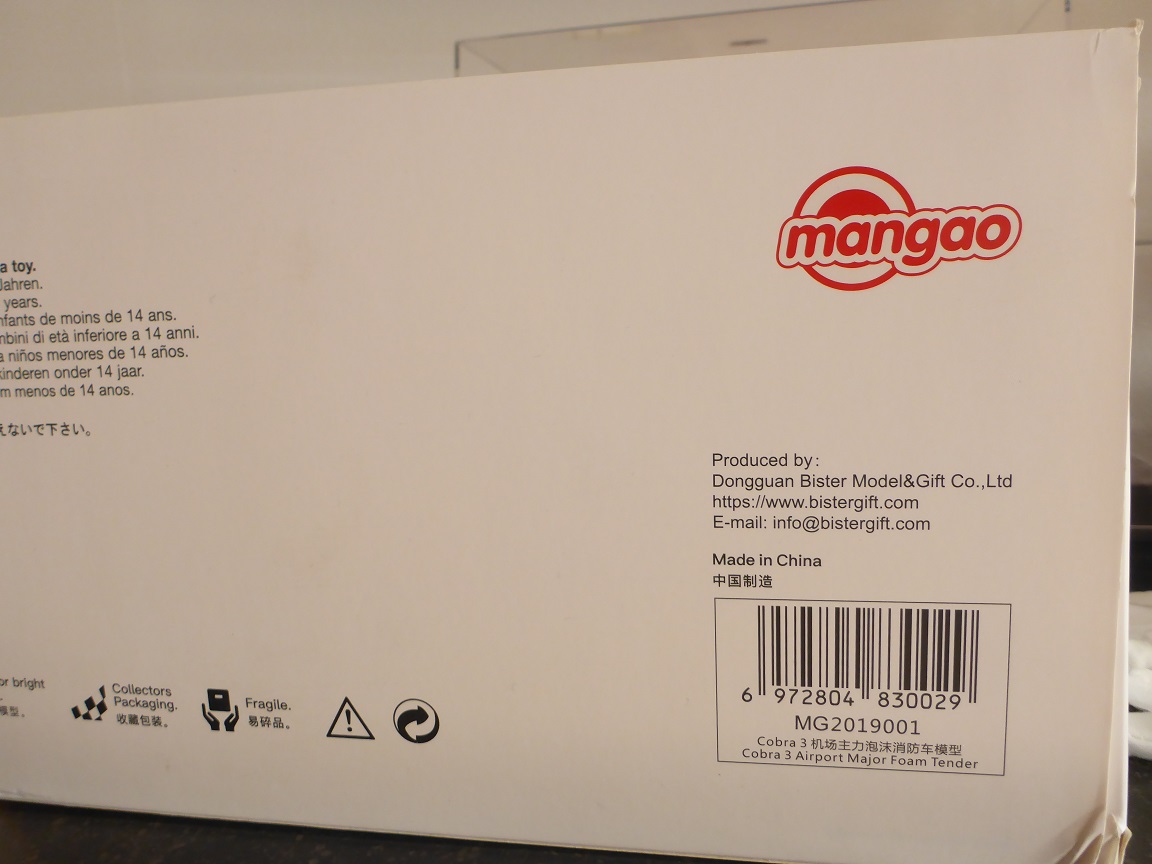 a toy.
Jahren.
years.
nfants de moins de 14 ans.
mbini di età inferiore a 14 anni.
a niños menores de 14 años.
kinderen onder 14 jaar.
m menos de 14 anos.
えないで下さい。
mangao
Produced by:
Dongguan Bister Model&Gift Co.,Ltd
https://www.bistergift.com
E-mail: info@bistergift.com
Made in China
中国制造
6 972804 830029
MG2019001
Cobra 3 机场主力泡沫消防车模型
Cobra 3 Airport Major Foam Tender
or bright
模型。
Collectors
Packaging.
收藏包装。
Fragile.
易碎品。